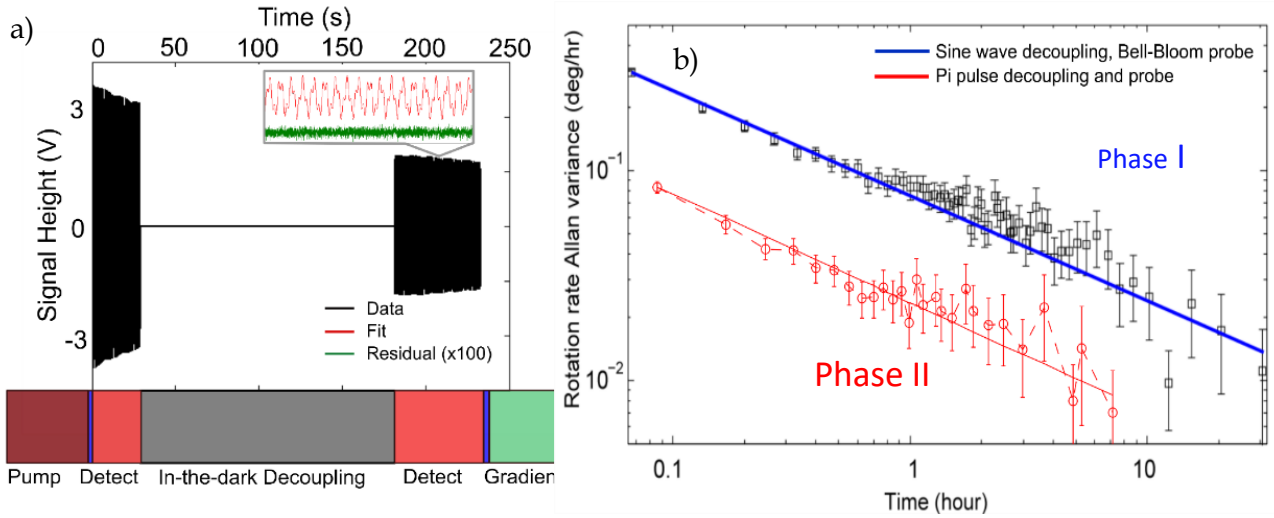 a)
Time (s)
0 50 100 150 200 250
Signal Height (V)
3
0
-3
Data
Fit
Residual (x100)
Pump Detect In-the-dark Decoupling Detect Gradien
b)
Rotation rate Allan variance (deg/hr)
Sine wave decoupling, Bell-Bloom probe
Pi pulse decoupling and probe
Phase I
Phase II
10⁻¹
10⁻²
0.1 1 10
Time (hour)